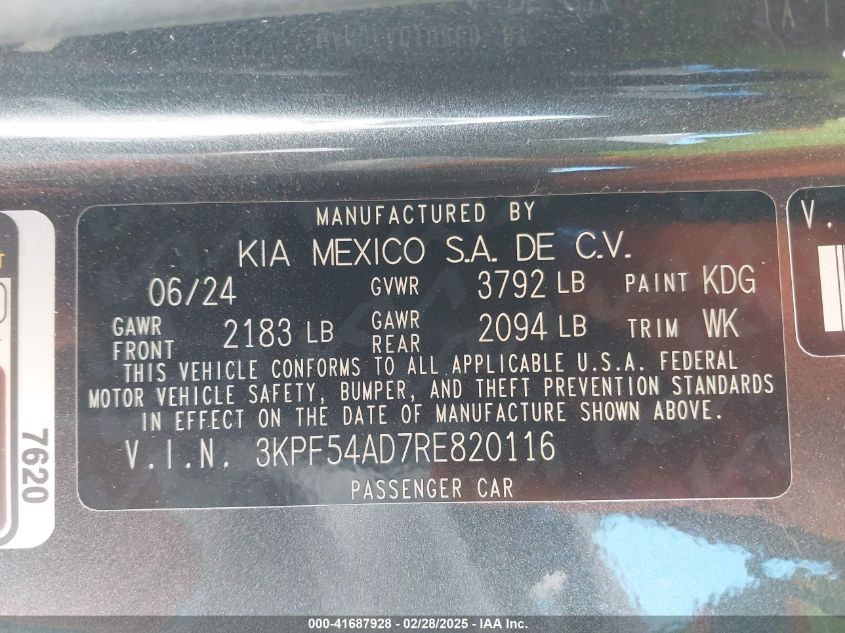 MANUFACTURED BY
KIA MEXICO S.A. DE C.V.
06/24 GVWR 3792 LB PAINT KDG
GAWR FRONT 2183 LB GAWR REAR 2094 LB TRIM WK
THIS VEHICLE CONFORMS TO ALL APPLICABLE U.S.A. FEDERAL
MOTOR VEHICLE SAFETY, BUMPER, AND THEFT PREVENTION STANDARDS
IN EFFECT ON THE DATE OF MANUFACTURE SHOWN ABOVE.
V.I.N. 3KPF54AD7RE820116
PASSENGER CAR
7620
V.
000-41687928 - 02/28/2025 - IAA Inc.